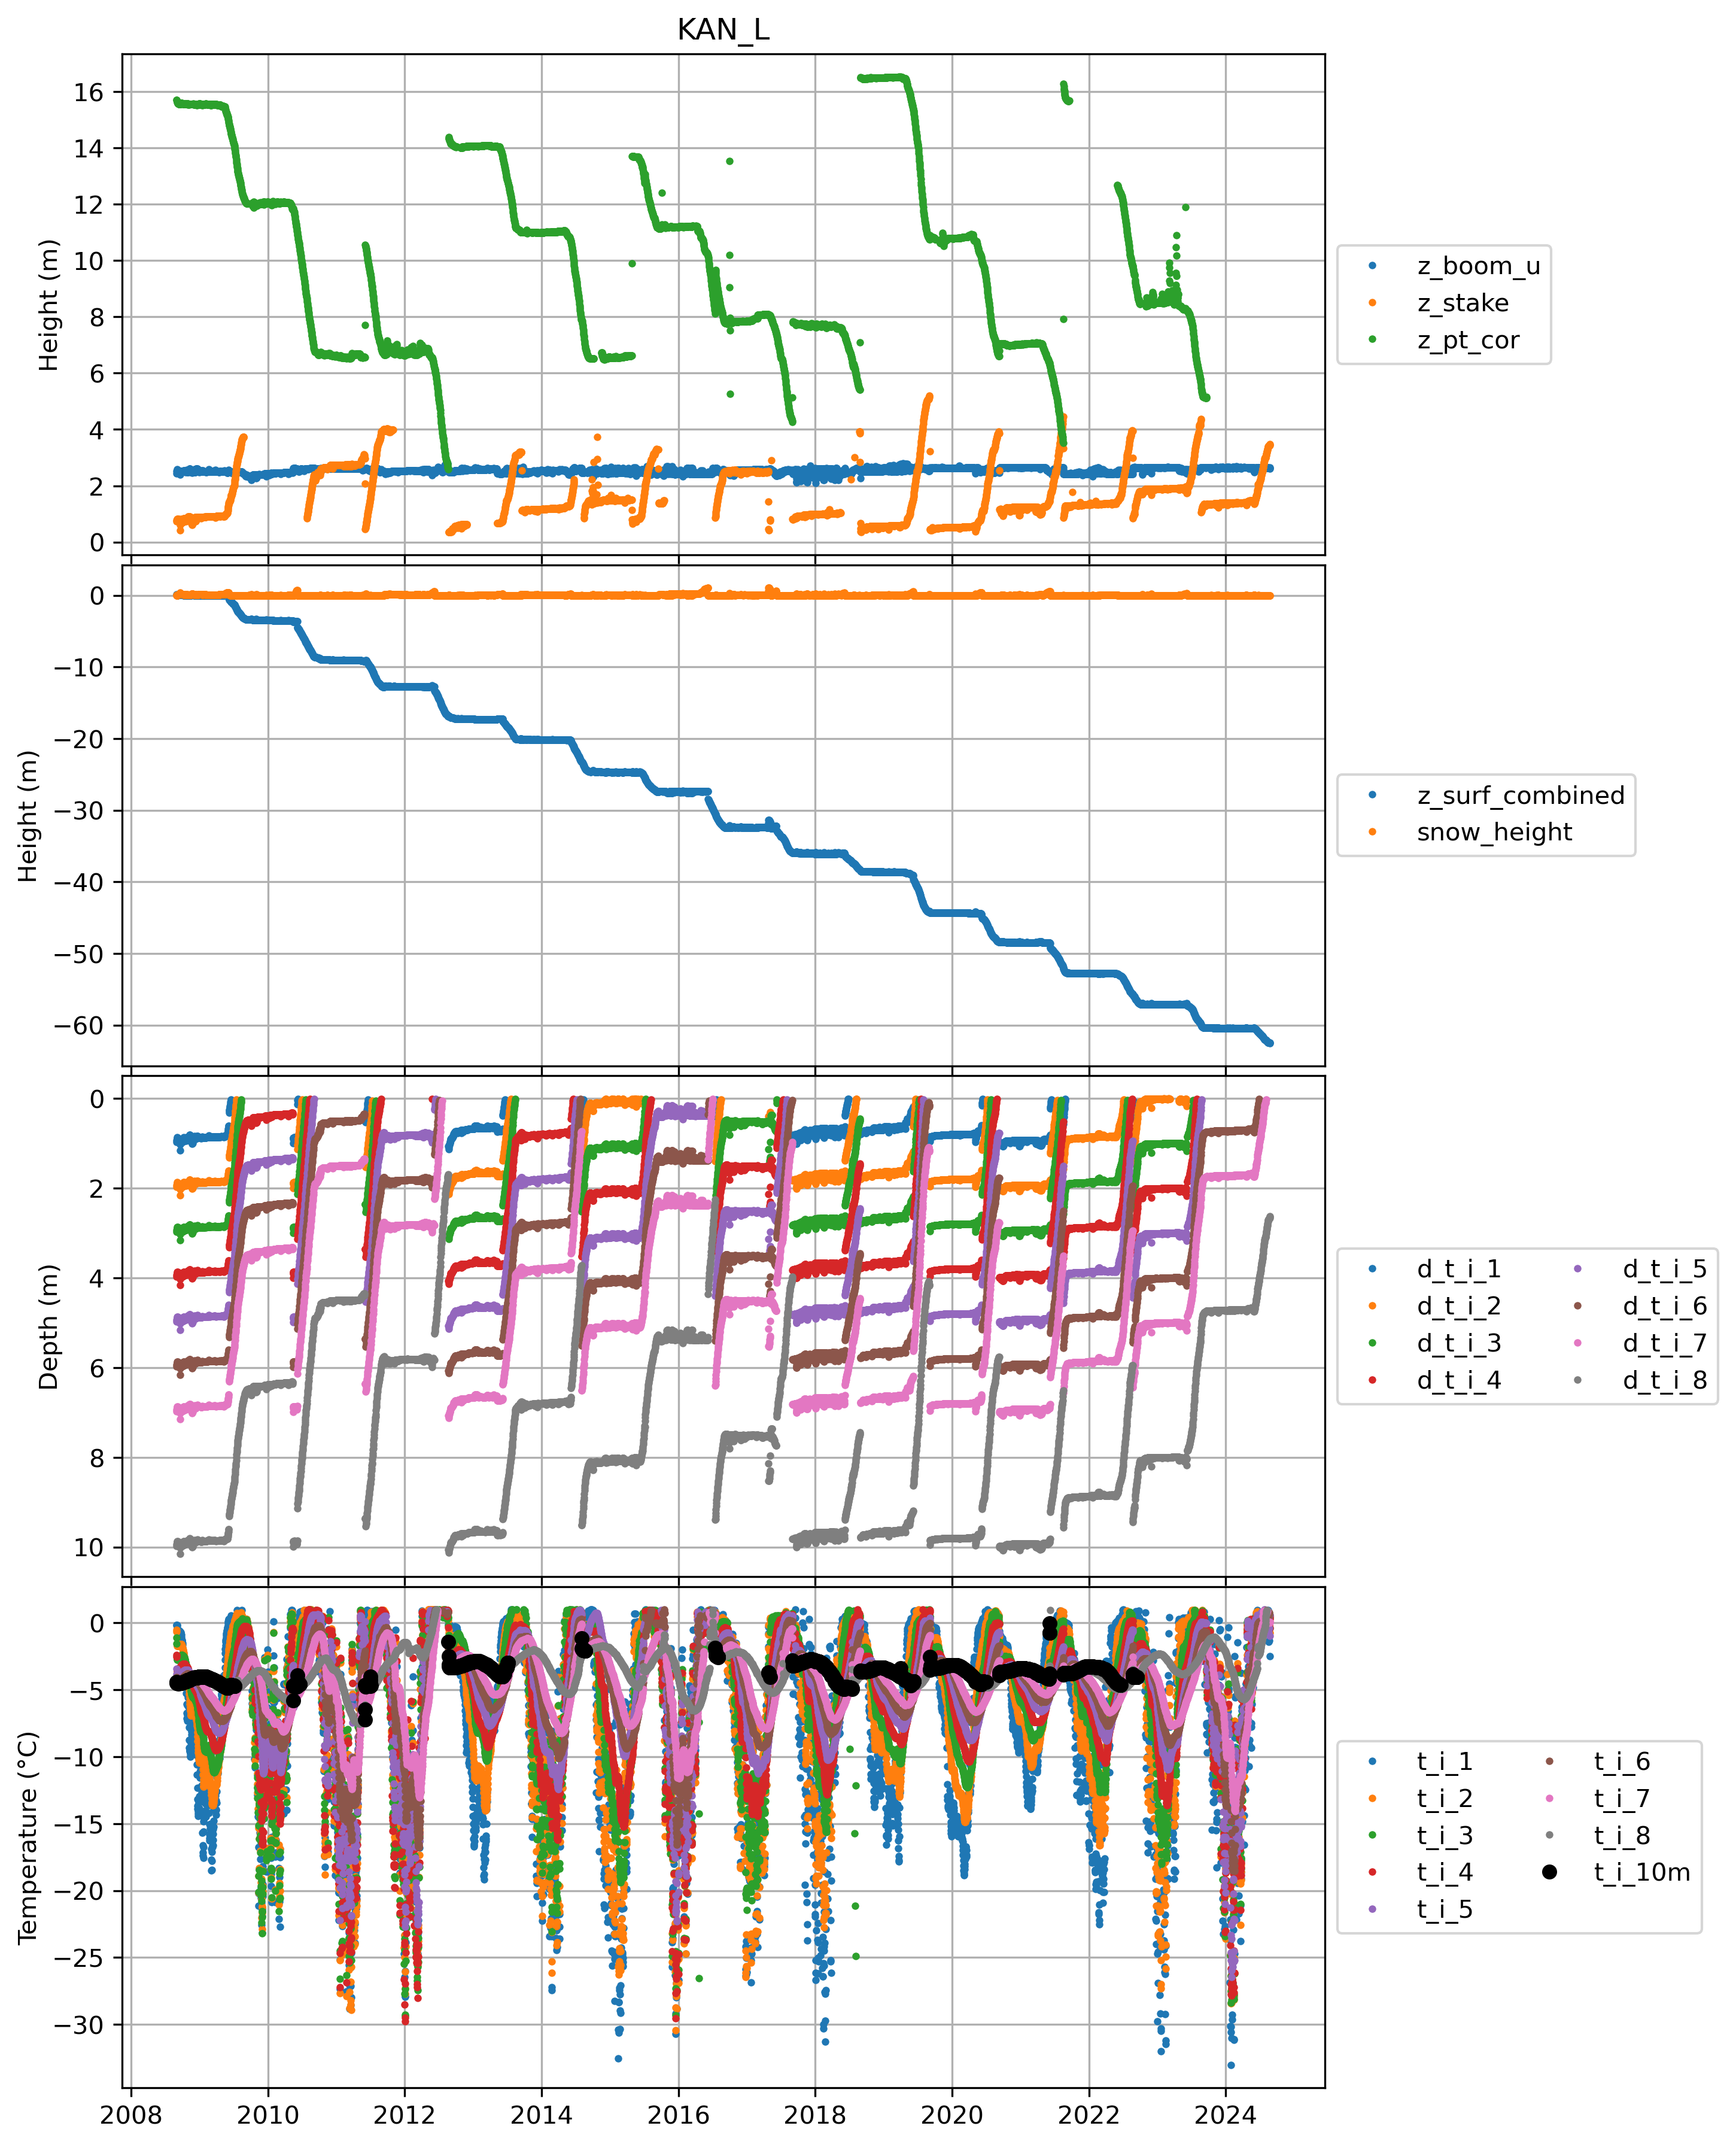 KAN_L
16
14
12
10
8
6
4
2
0
Height (m)
z_boom_u
z_stake
z_pt_cor
0
−10
−20
−30
−40
−50
−60
Height (m)
z_surf_combined
snow_height
0
2
4
6
8
10
Depth (m)
d_t_i_1 d_t_i_5
d_t_i_2 d_t_i_6
d_t_i_3 d_t_i_7
d_t_i_4 d_t_i_8
0
−5
−10
−15
−20
−25
−30
Temperature (°C)
t_i_1 t_i_6
t_i_2 t_i_7
t_i_3 t_i_8
t_i_4 t_i_10m
t_i_5
2008 2010 2012 2014 2016 2018 2020 2022 2024